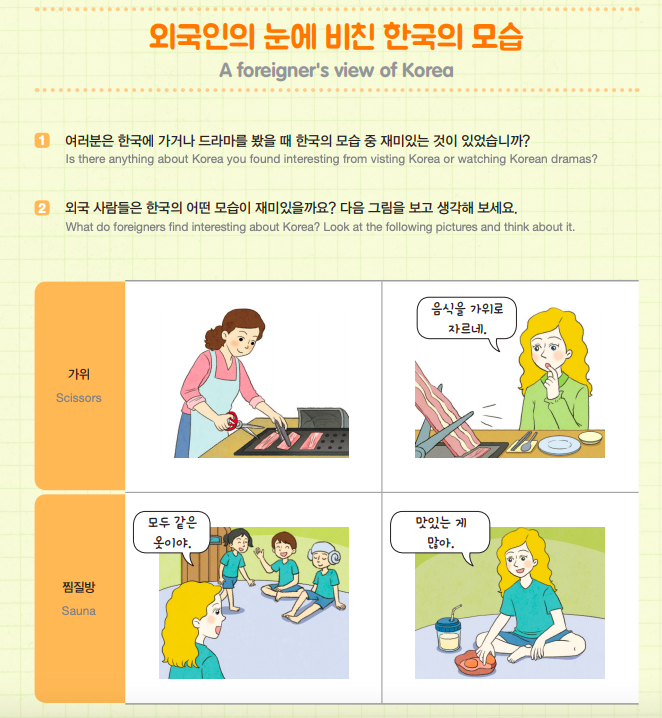 외국인의 눈에 비친 한국의 모습
A foreigner's view of Korea
1 여러분은 한국에 가거나 드라마를 봤을 때 한국의 모습 중 재미있는 것이 있었습니까?
Is there anything about Korea you found interesting from visting Korea or watching Korean dramas?
2 외국 사람들은 한국의 어떤 모습이 재미있을까요? 다음 그림을 보고 생각해 보세요.
What do foreigners find interesting about Korea? Look at the following pictures and think about it.
가위
Scissors
음식을 가위로
자르네.
찜질방
Sauna
모두 같은
옷이야.
맛있는 게
많아.